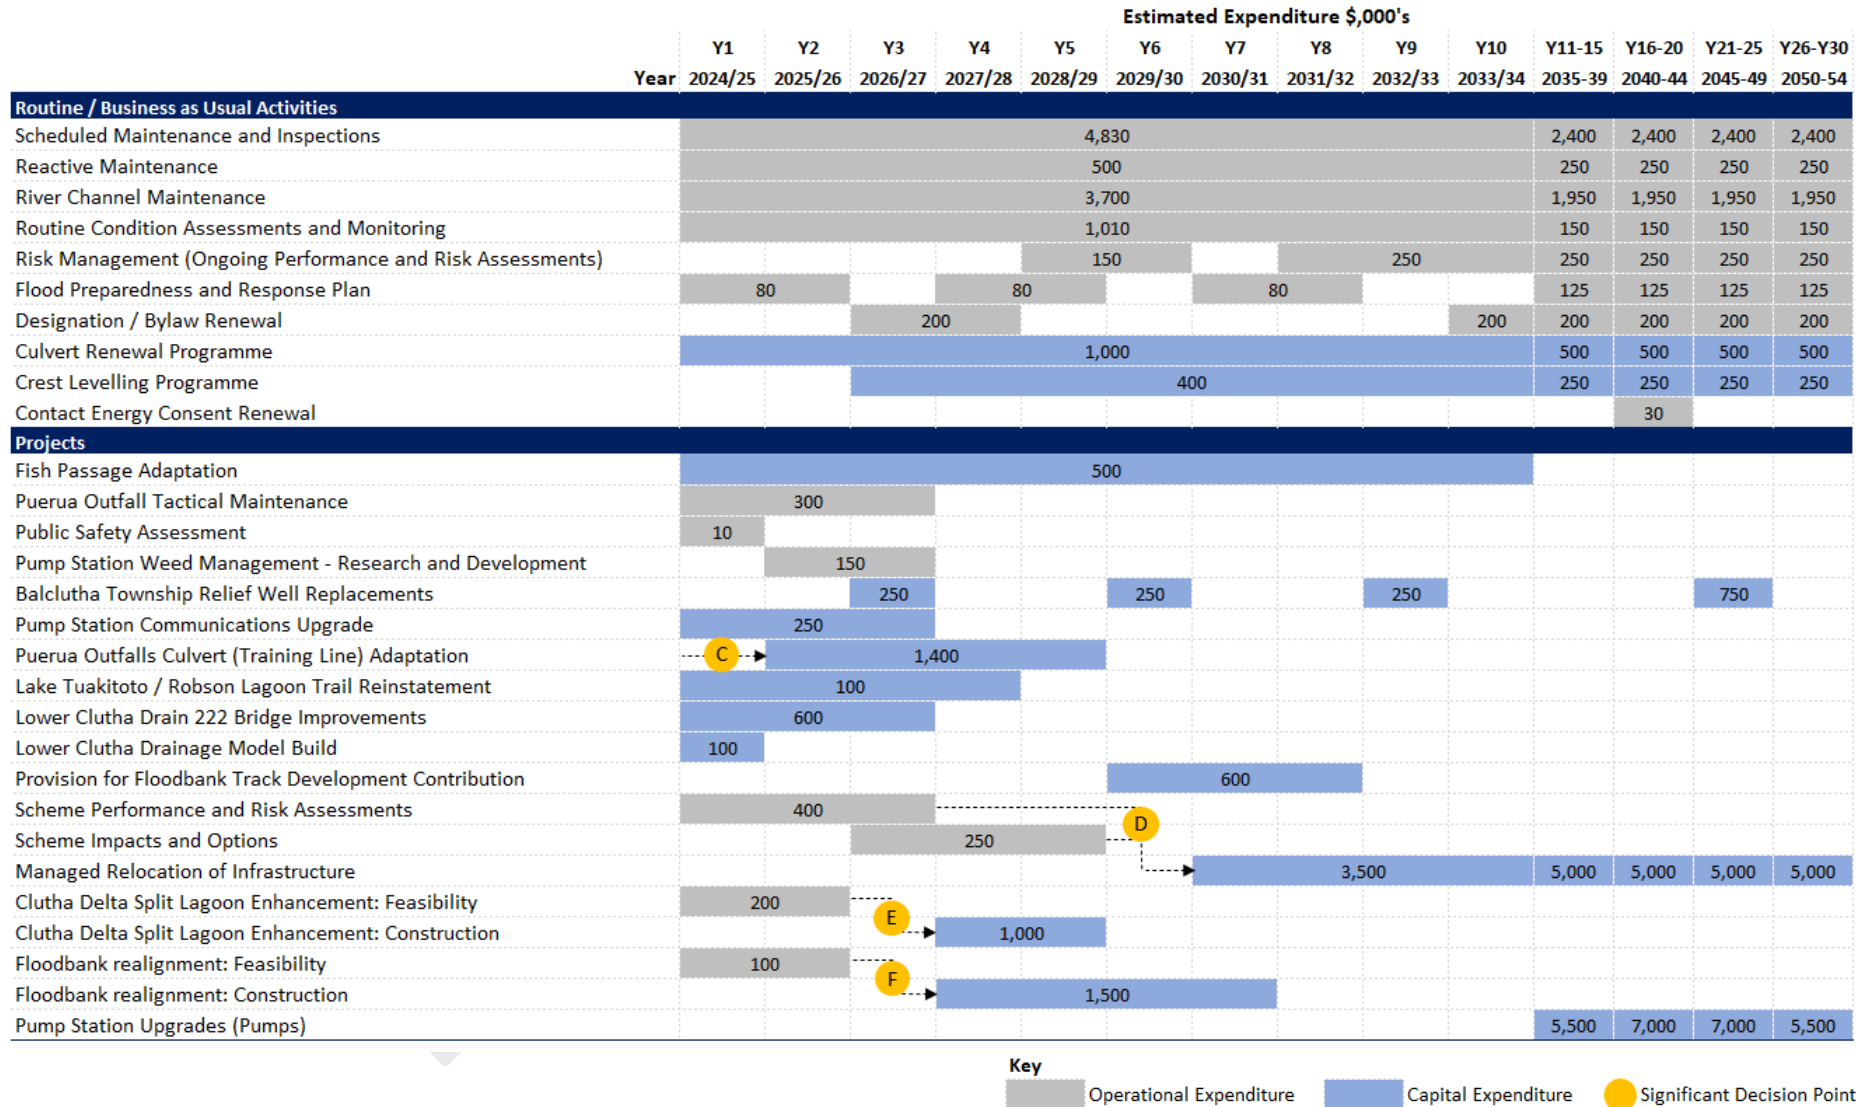 Estimated Expenditure $,000's
Y1 Y2 Y3 Y4 Y5 Y6 Y7 Y8 Y9 Y10 Y11-15 Y16-20 Y21-25 Y26-Y30
Year 2024/25 2025/26 2026/27 2027/28 2028/29 2029/30 2030/31 2031/32 2032/33 2033/34 2035-39 2040-44 2045-49 2050-54
Routine / Business as Usual Activities
Scheduled Maintenance and Inspections 4,830 2,400 2,400 2,400 2,400
Reactive Maintenance 500 250 250 250 250
River Channel Maintenance 3,700 1,950 1,950 1,950 1,950
Routine Condition Assessments and Monitoring 1,010 150 150 150 150
Risk Management (Ongoing Performance and Risk Assessments) 150 250 250 250 250 250
Flood Preparedness and Response Plan 80 80 80 125 125 125 125
Designation / Bylaw Renewal 200 200 200 200 200 200
Culvert Renewal Programme 1,000 500 500 500 500
Crest Levelling Programme 400 250 250 250 250
Contact Energy Consent Renewal 30
Projects
Fish Passage Adaptation 500
Puerua Outfall Tactical Maintenance 300
Public Safety Assessment 10
Pump Station Weed Management - Research and Development 150
Balclutha Township Relief Well Replacements 250 250 250 750
Pump Station Communications Upgrade 250
Puerua Outfalls Culvert (Training Line) Adaptation C 1,400
Lake Tuakitoto / Robson Lagoon Trail Reinstatement 100
Lower Clutha Drain 222 Bridge Improvements 600
Lower Clutha Drainage Model Build 100
Provision for Floodbank Track Development Contribution 600
Scheme Performance and Risk Assessments 400
D
Scheme Impacts and Options 250
Managed Relocation of Infrastructure 3,500 5,000 5,000 5,000 5,000
Clutha Delta Split Lagoon Enhancement: Feasibility 200
E
Clutha Delta Split Lagoon Enhancement: Construction 1,000
Floodbank realignment: Feasibility 100
F
Floodbank realignment: Construction 1,500
Pump Station Upgrades (Pumps) 5,500 7,000 7,000 5,500
Key
Operational Expenditure Capital Expenditure Significant Decision Point